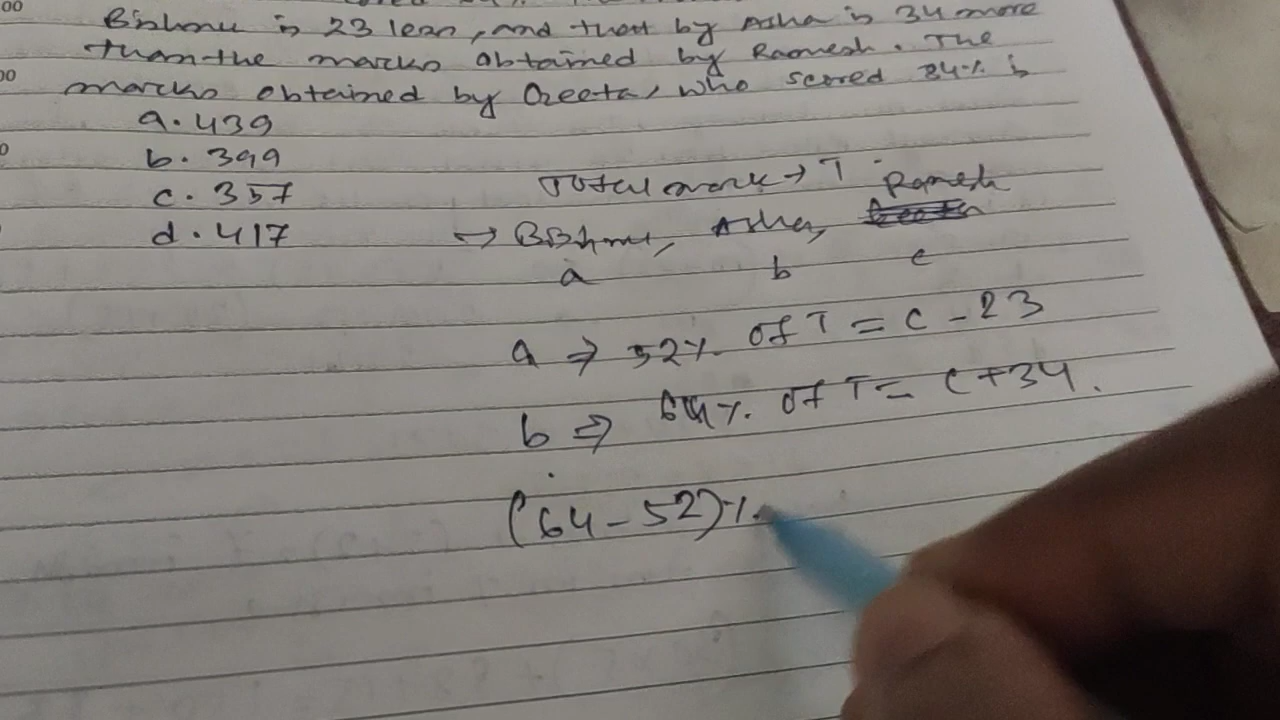 00
Bishnu is 23 less, and that by Asha is 34 more
than the marks obtained by Ramesh. The
00
marks obtained by Geeta, who scored 84% is
a. 439
b. 399
c. 357
d. 417
Total mark → T
→ Bishnu, Asha, Ramesh
a b c
a ⇒ 52% of T = c - 23
b ⇒ 64% of T = c + 34.
(64 - 52)%